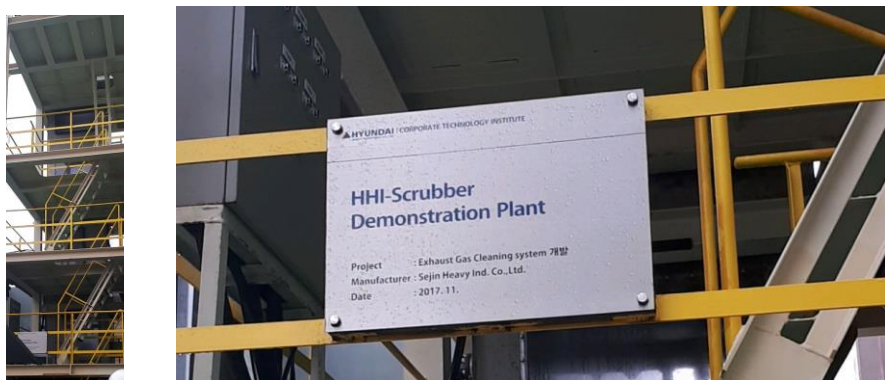 HYUNDAI | CORPORATE TECHNOLOGY INSTITUTE
HHI-Scrubber
Demonstration Plant
Project : Exhaust Gas Cleaning system 개발
Manufacturer : Sejin Heavy Ind. Co.,Ltd.
Date : 2017. 11.